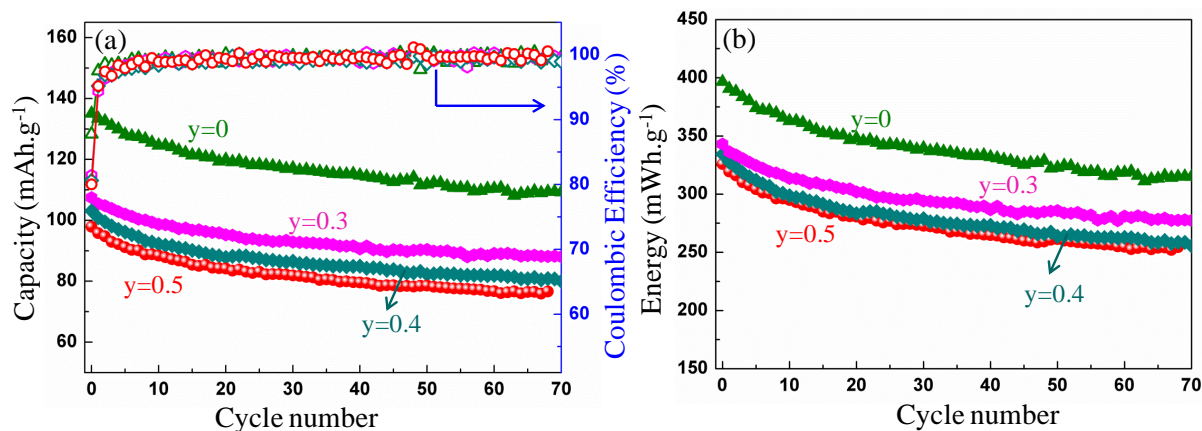 (a)
160
140
120
100
80
60
Capacity (mAh.g-1)
y=0
y=0.3
y=0.5
y=0.4
100
90
80
70
60
Coulombic Efficiency (%)
0 10 20 30 40 50 60 70
Cycle number
(b)
450
400
350
300
250
200
150
Energy (mWh.g-1)
y=0
y=0.3
y=0.5
y=0.4
0 10 20 30 40 50 60 70
Cycle number